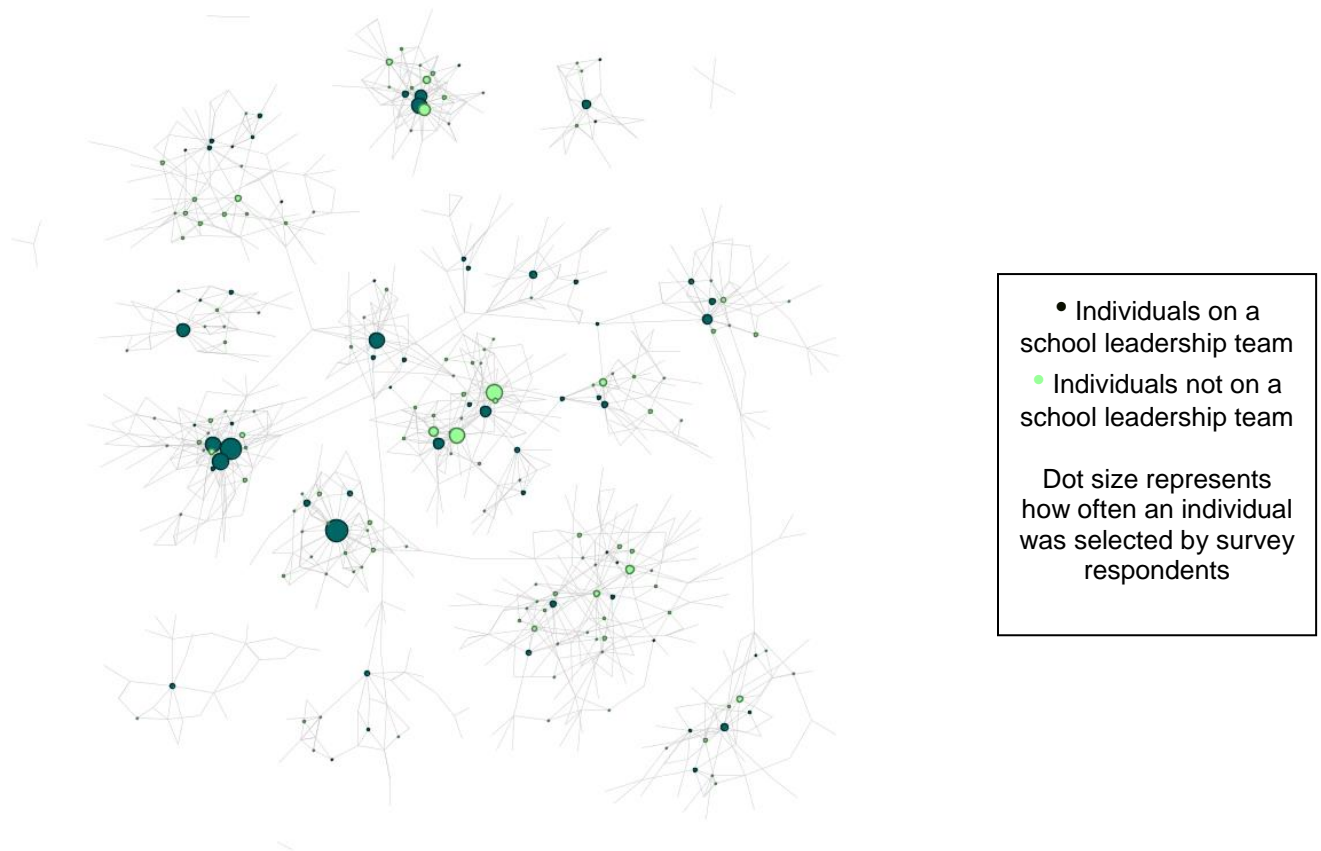 • Individuals on a
school leadership team
• Individuals not on a
school leadership team
Dot size represents
how often an individual
was selected by survey
respondents